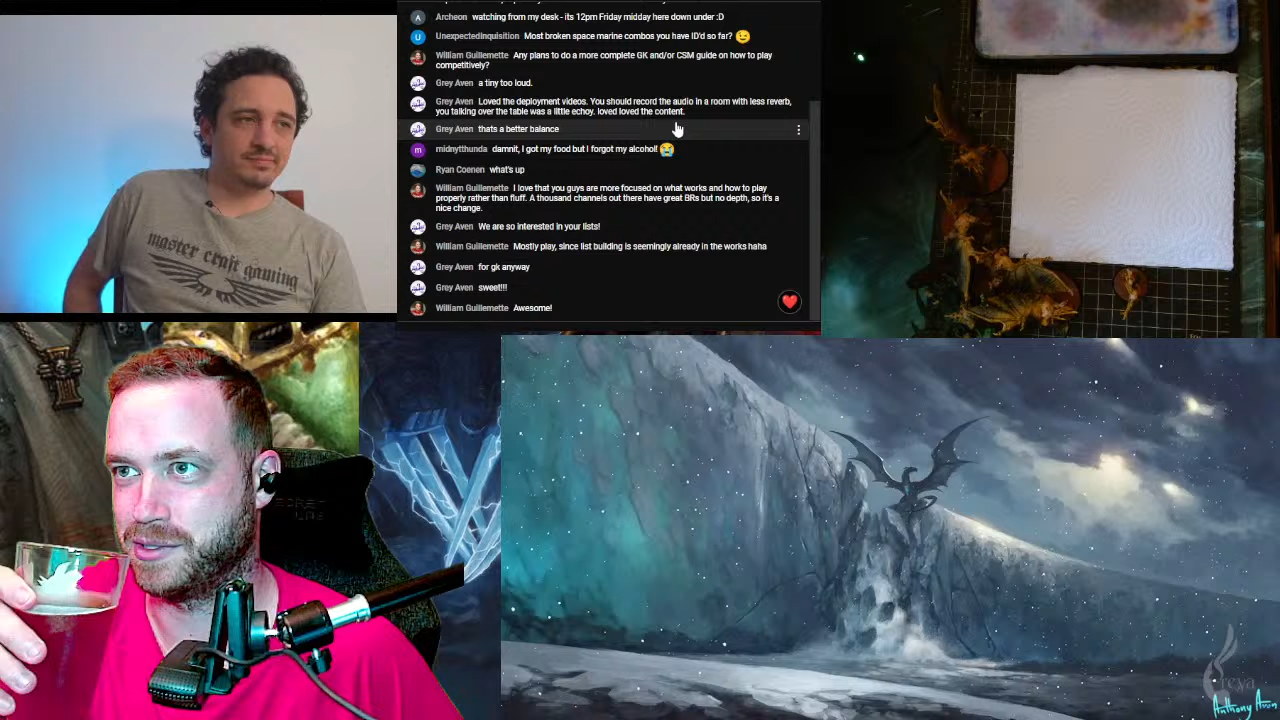 A Archeon watching from my desk - its 12pm Friday midday here down under :D
U UnexpectedInquisition Most broken space marine combos you have ID'd so far? 😉
William Guillemette Any plans to do a more complete GK and/or CSM guide on how to play
competitively?
Grey Aven a tiny too loud.
Grey Aven Loved the deployment videos. You should record the audio in a room with less reverb,
you talking over the table was a little echoy. loved loved the content.
Grey Aven thats a better balance
m midnytthunda damnit, I got my food but I forgot my alcohol! 😭
Ryan Coenen what's up
William Guillemette I love that you guys are more focused on what works and how to play
properly rather than fluff. A thousand channels out there have great BRs but no depth, so it's a
nice change.
Grey Aven We are so interested in your lists!
William Guillemette Mostly play, since list building is seemingly already in the works haha
Grey Aven for gk anyway
Grey Aven sweet!!!
William Guillemette Awesome!
master craft gaming
Anthony Avon